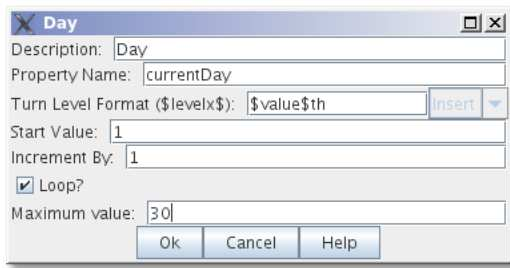 Day
Description: Day
Property Name: currentDay
Turn Level Format ($levelx$): $value$th Insert
Start Value: 1
Increment By: 1
Loop?
Maximum value: 30
Ok Cancel Help